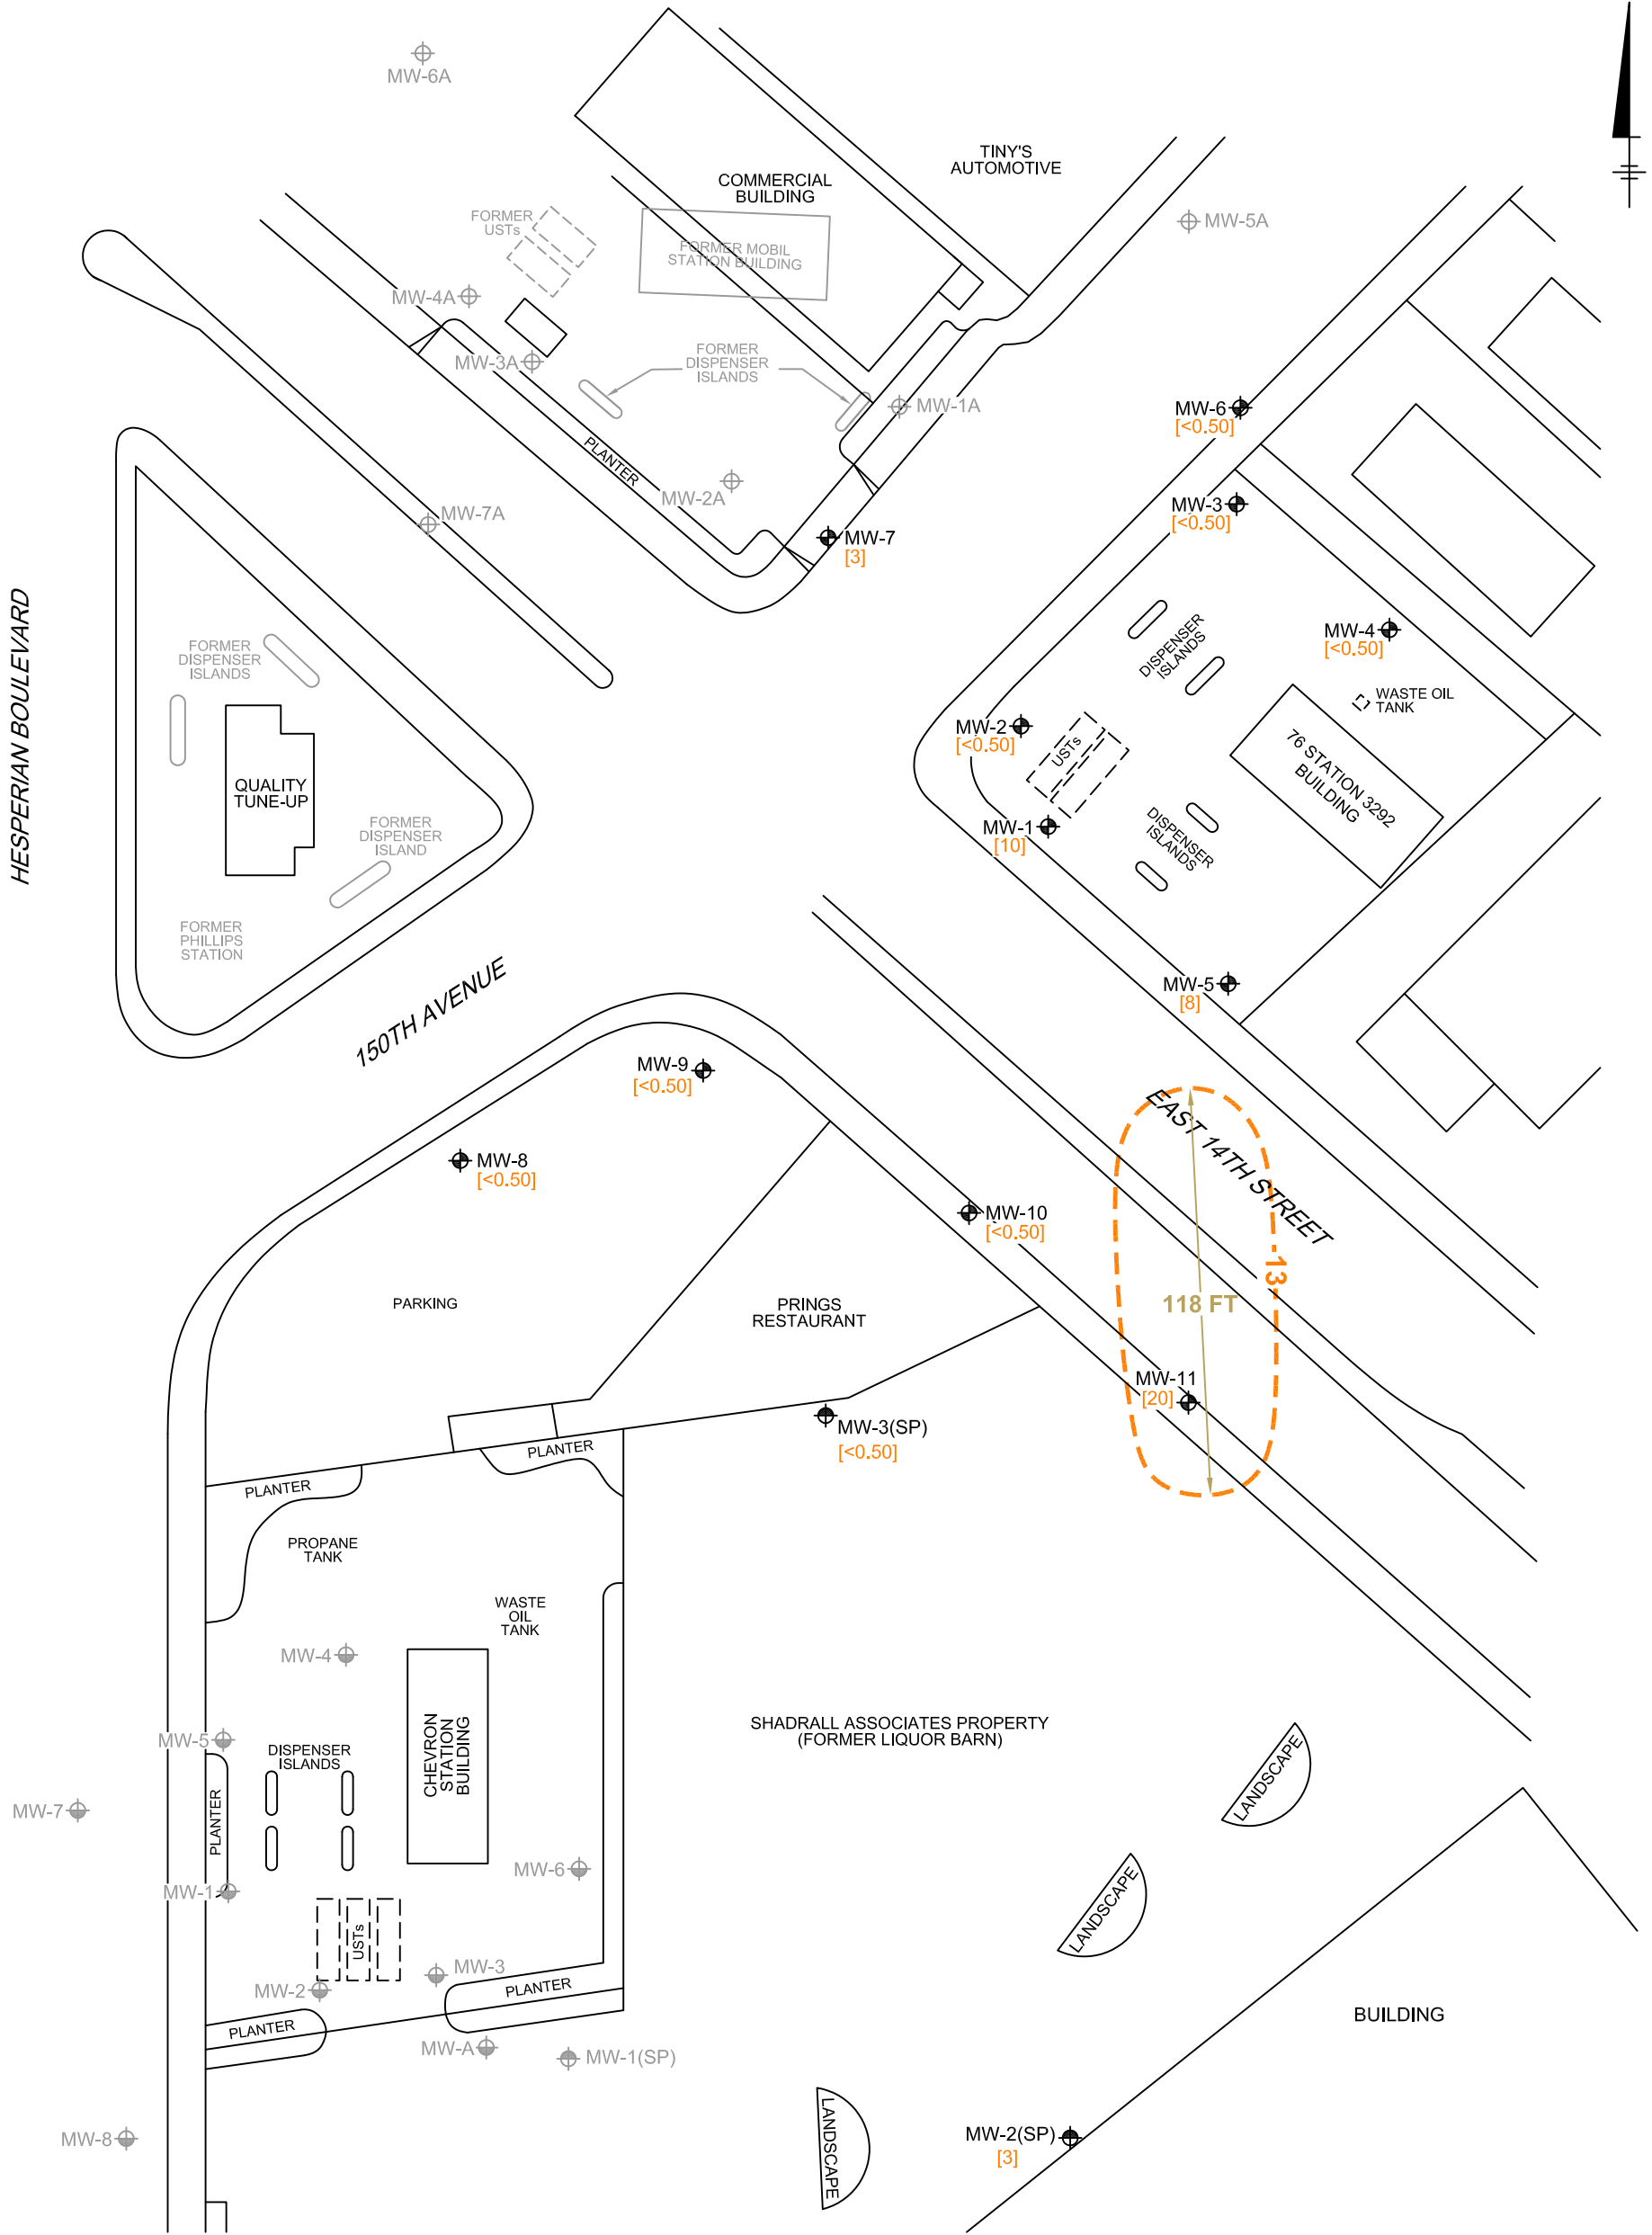 MW-6A
TINY'S
AUTOMOTIVE
COMMERCIAL
BUILDING
FORMER
USTs
MW-5A
FORMER MOBIL
STATION BUILDING
MW-4A
MW-3A
FORMER
DISPENSER
ISLANDS
MW-1A
MW-6
[<0.50]
PLANTER
MW-2A
MW-3
[<0.50]
MW-7A
MW-7
[3]
HESPERIAN BOULEVARD
FORMER
DISPENSER
ISLANDS
DISPENSER
ISLANDS
MW-4
[<0.50]
WASTE OIL
TANK
MW-2
[<0.50]
USTs
76 STATION 3292
BUILDING
QUALITY
TUNE-UP
FORMER
DISPENSER
ISLAND
MW-1
[10]
DISPENSER
ISLANDS
FORMER
PHILLIPS
STATION
150TH AVENUE
MW-5
[8]
MW-9
[<0.50]
EAST 14TH STREET
MW-8
[<0.50]
MW-10
[<0.50]
13
118 FT
PARKING
PRINGS
RESTAURANT
MW-11
[20]
MW-3(SP)
[<0.50]
PLANTER
PLANTER
PROPANE
TANK
WASTE
OIL
TANK
MW-4
MW-5
DISPENSER
ISLANDS
CHEVRON
STATION
BUILDING
SHADRALL ASSOCIATES PROPERTY
(FORMER LIQUOR BARN)
LANDSCAPE
MW-7
PLANTER
MW-6
MW-1
LANDSCAPE
USTs
MW-3
MW-2
PLANTER
PLANTER
BUILDING
MW-A
MW-1(SP)
LANDSCAPE
MW-8
MW-2(SP)
[3]